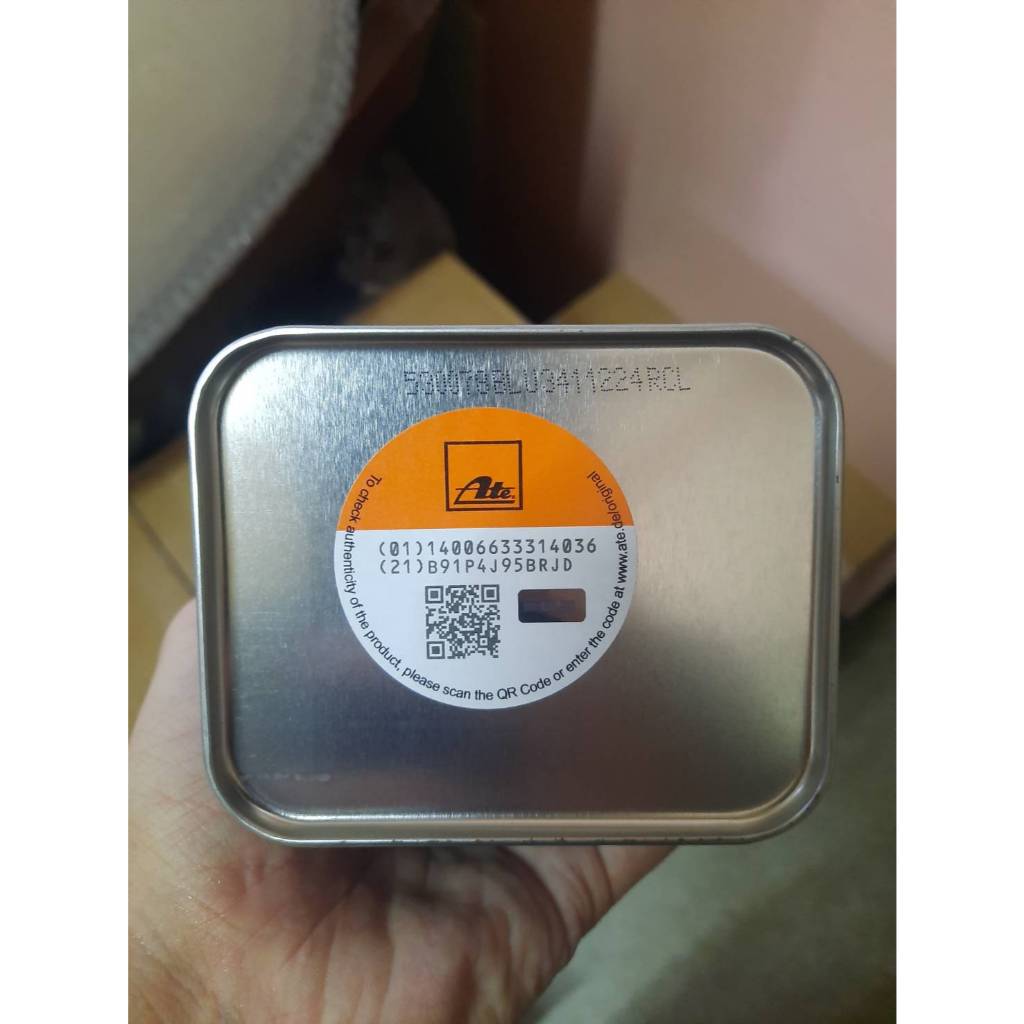 530078BLU3411224RCL
Ate®
(01)14006633314036
(21)B91P4J95BRJD
To check authenticity of the product, please scan the QR Code or enter the code at www.ate.de/original